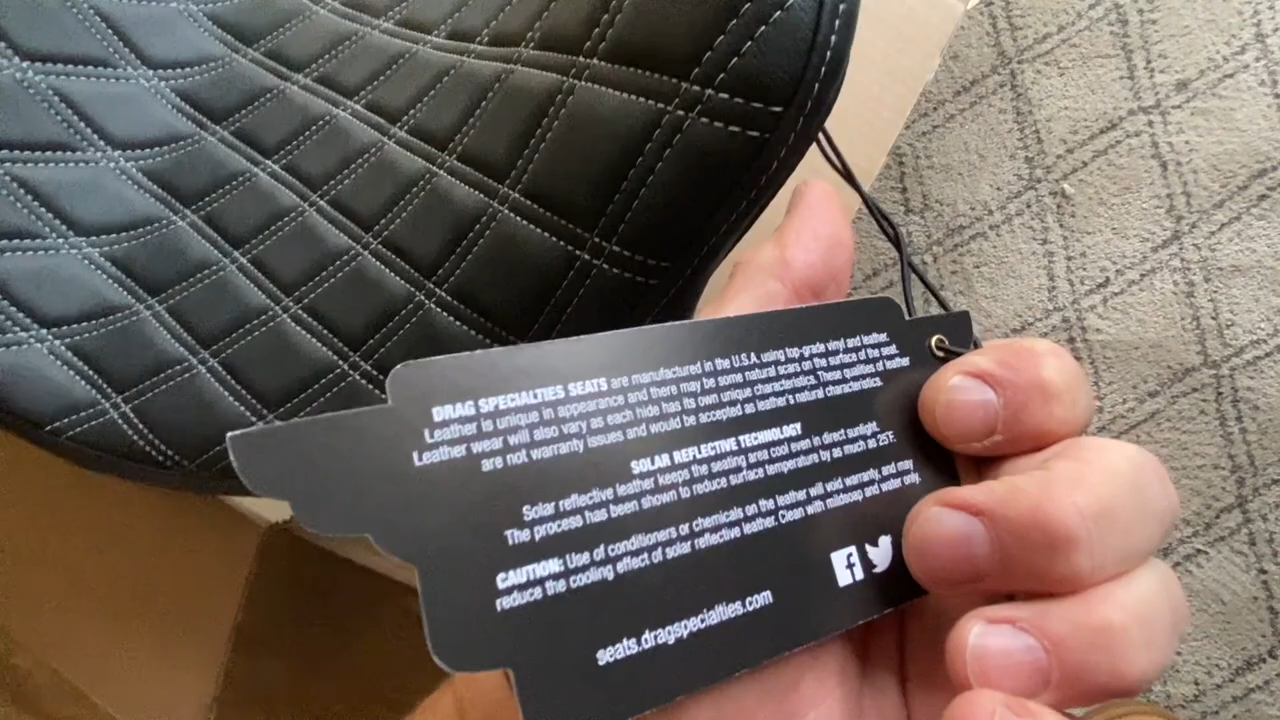 DRAG SPECIALTIES SEATS are manufactured in the U.S.A. using top-grade vinyl and leather.
Leather is unique in appearance and there may be some natural scars on the surface of the seat.
Leather wear will also vary as each hide has its own unique characteristics. These qualities of leather
are not warranty issues and would be accepted as leather's natural characteristics.
SOLAR REFLECTIVE TECHNOLOGY
Solar reflective leather keeps the seating area cool even in direct sunlight.
The process has been shown to reduce surface temperature by as much as 25°F.
CAUTION: Use of conditioners or chemicals on the leather will void warranty, and may
reduce the cooling effect of solar reflective leather. Clean with mildsoap and water only.
seats.dragspecialties.com